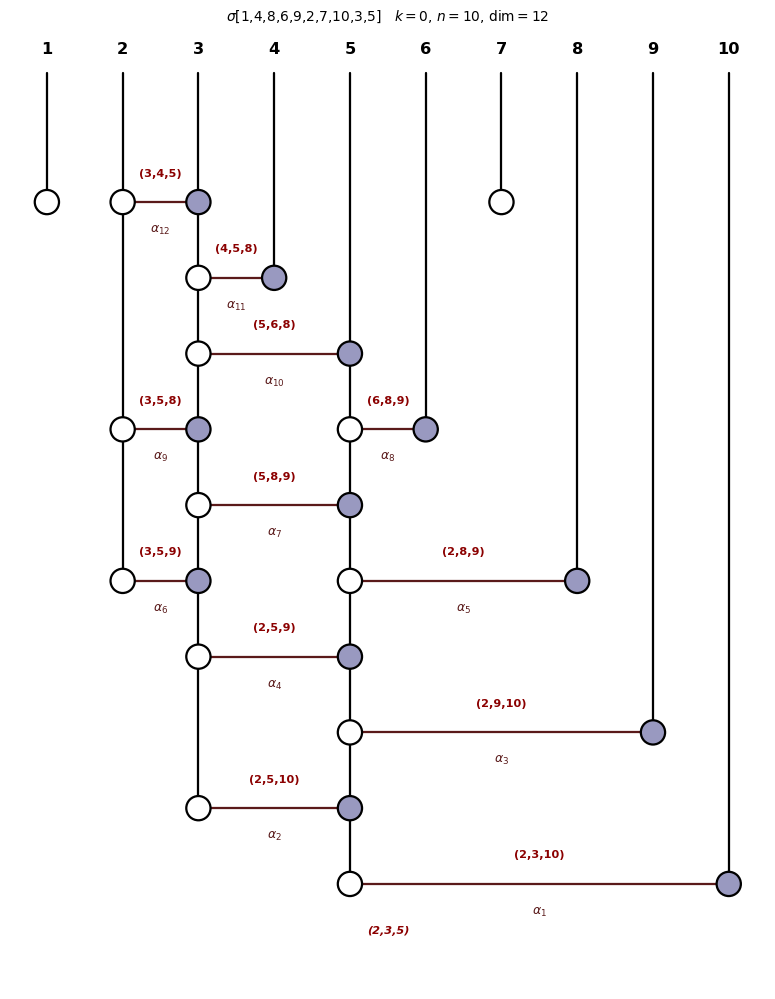 σ[1,4,8,6,9,2,7,10,3,5] k=0, n=10, dim=12
1 2 3 4 5 6 7 8 9 10
(3,4,5)
α₁₂
(4,5,8)
α₁₁
(5,6,8)
α₁₀
(3,5,8) (6,8,9)
α₉ α₈
(5,8,9)
α₇
(3,5,9) (2,8,9)
α₆ α₅
(2,5,9)
α₄
(2,9,10)
α₃
(2,5,10)
α₂
(2,3,10)
α₁
(2,3,5)